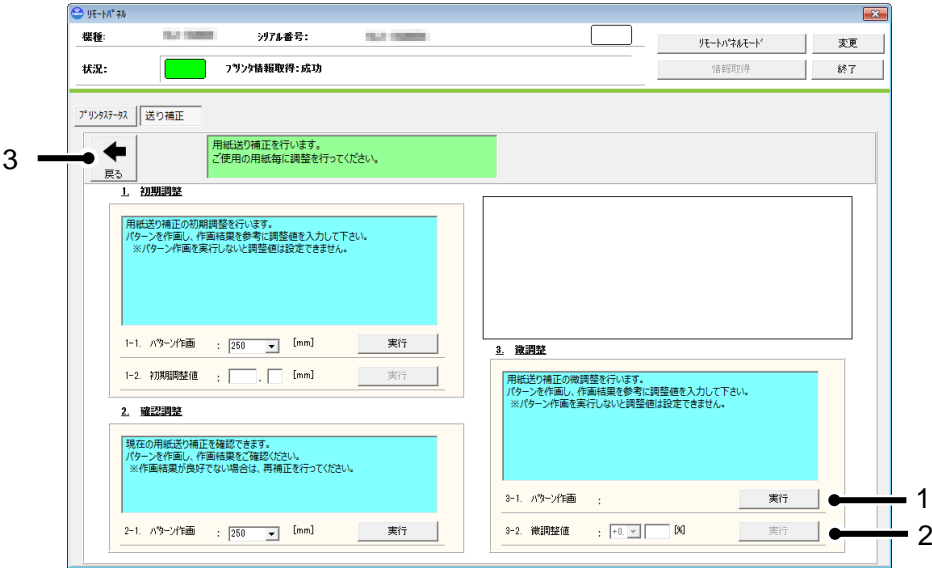 リモートパネル
機種:
シリアル番号:
リモートパネルモード
変更
状況:
プリンタ情報取得:成功
情報取得
終了
プリンタステータス
送り補正
戻る
用紙送り補正を行います。
ご使用の用紙毎に調整を行ってください。
3
1. 初期調整
用紙送り補正の初期調整を行います。
パターンを作画し、作画結果を参考に調整値を入力して下さい。
※パターン作画を実行しないと調整値は設定できません。
1-1. パターン作画 : 250 [mm] 実行
1-2. 初期調整値 : . [mm] 実行
2. 確認調整
現在の用紙送り補正を確認できます。
パターンを作画し、作画結果をご確認ください。
※作画結果が良好でない場合は、再補正を行ってください。
2-1. パターン作画 : 250 [mm] 実行
3. 微調整
用紙送り補正の微調整を行います。
パターンを作画し、作画結果を参考に調整値を入力して下さい。
※パターン作画を実行しないと調整値は設定できません。
3-1. パターン作画 : 実行
1
3-2. 微調整値 : +0. [%] 実行
2